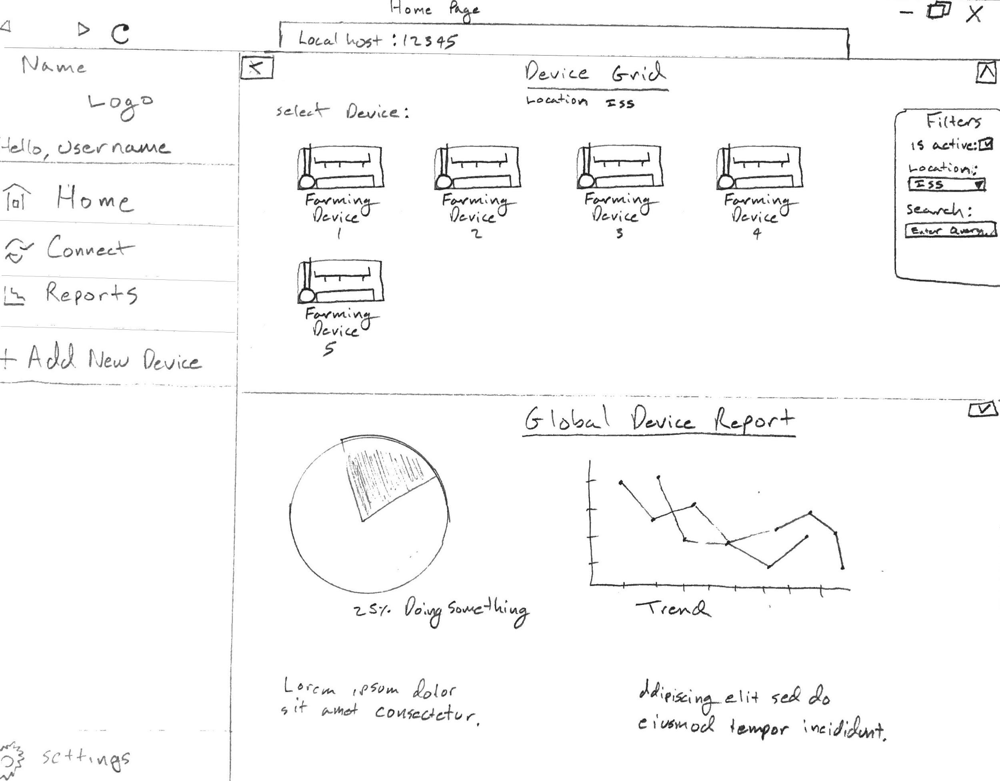 Home Page
Local host : 12345
Name
Logo
Hello, Username
Home
Connect
Reports
+ Add New Device
settings
Device Grid
Location ISS
select Device:
Farming
Device
1
Farming
Device
2
Farming
Device
3
Farming
Device
4
Farming
Device
5
Filters
is active:
Location:
ISS
search:
Enter Query..
Global Device Report
25% Doing something
Trend
Lorem ipsum dolor
sit amet consectetur.
ddipiscing elit sed do
eiusmod tempor incididunt.